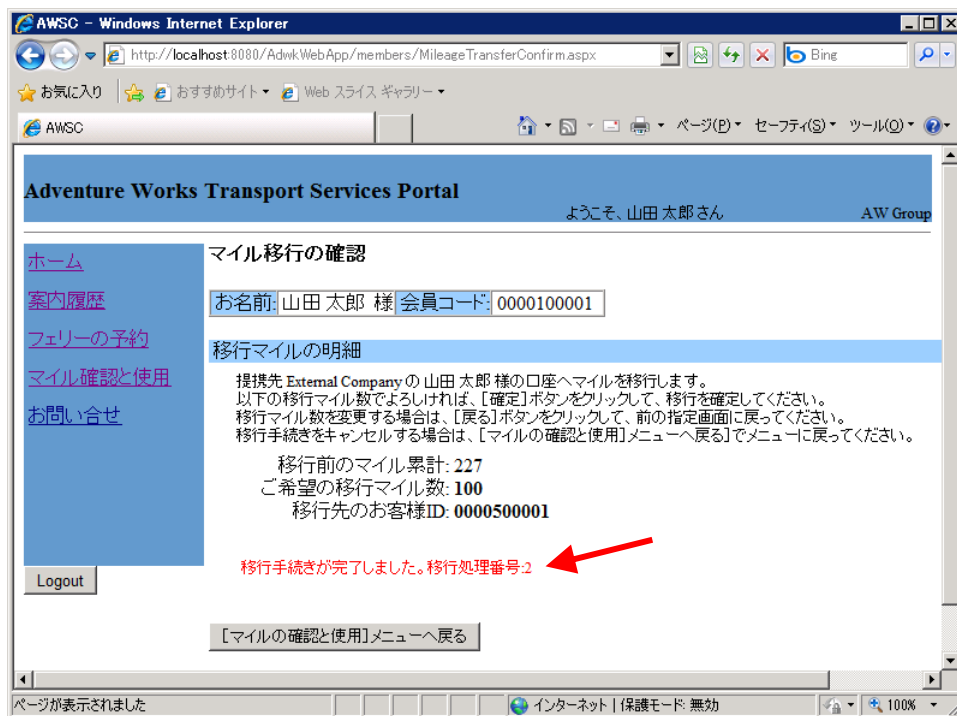 AWSC - Windows Internet Explorer
http://localhost:8080/AdwkWebApp/members/MileageTransferConfirm.aspx
Bing
お気に入り
おすすめサイト
Web スライス ギャラリー
AWSC
ページ(P)
セーフティ(S)
ツール(O)
Adventure Works Transport Services Portal
ようこそ、山田 太郎 さん
AW Group
ホーム
案内履歴
フェリーの予約
マイル確認と使用
お問い合せ
Logout
マイル移行の確認
お名前: 山田 太郎 様 会員コード: 0000100001
移行マイルの明細
提携先 External Company の 山田 太郎 様の口座へマイルを移行します。
以下の移行マイル数でよろしければ、[確定]ボタンをクリックして、移行を確定してください。
移行マイル数を変更する場合は、[戻る]ボタンをクリックして、前の指定画面に戻ってください。
移行手続きをキャンセルする場合は、[マイルの確認と使用]メニューへ戻る]でメニューに戻ってください。
移行前のマイル累計: 227
ご希望の移行マイル数: 100
移行先のお客様ID: 0000500001
移行手続きが完了しました。移行処理番号:2
[マイルの確認と使用]メニューへ戻る
ページが表示されました
インターネット | 保護モード: 無効
100%